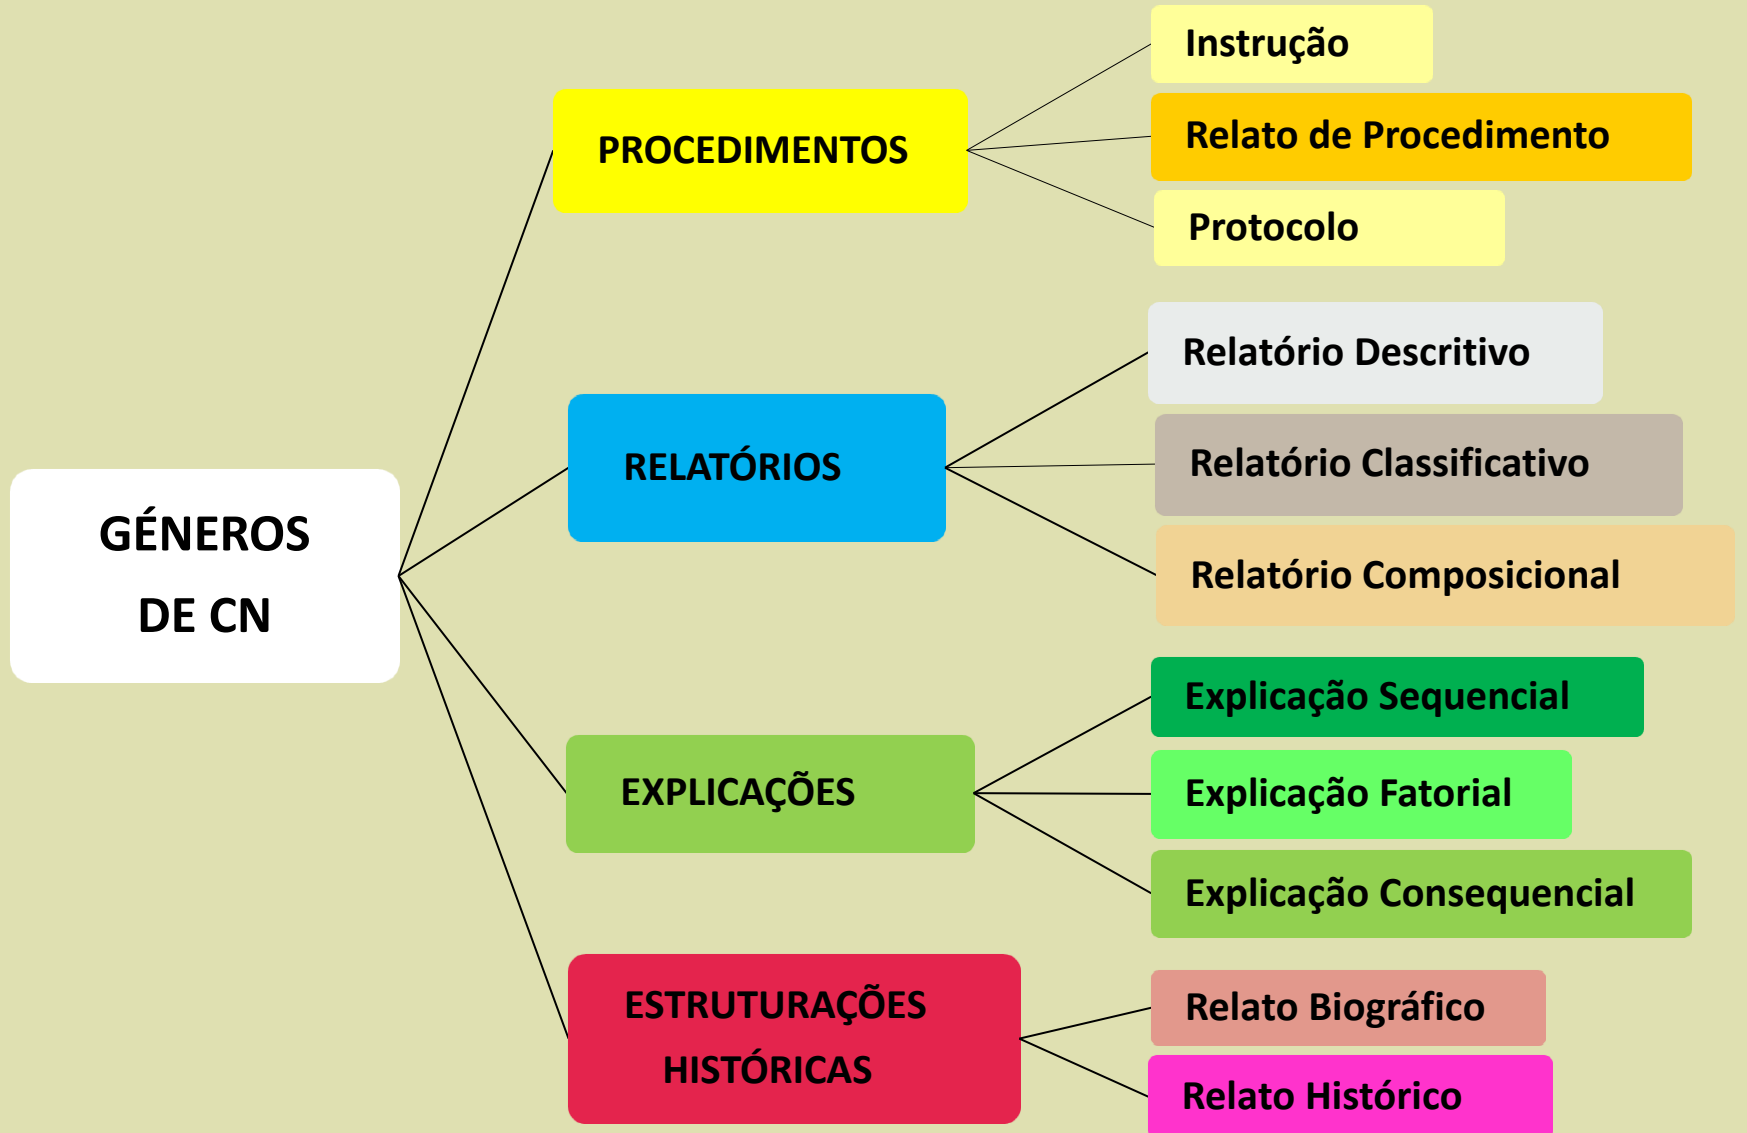 GÉNEROS
DE CN
PROCEDIMENTOS
Instrução
Relato de Procedimento
Protocolo
RELATÓRIOS
Relatório Descritivo
Relatório Classificativo
Relatório Composicional
EXPLICAÇÕES
Explicação Sequencial
Explicação Fatorial
Explicação Consequencial
ESTRUTURAÇÕES
HISTÓRICAS
Relato Biográfico
Relato Histórico